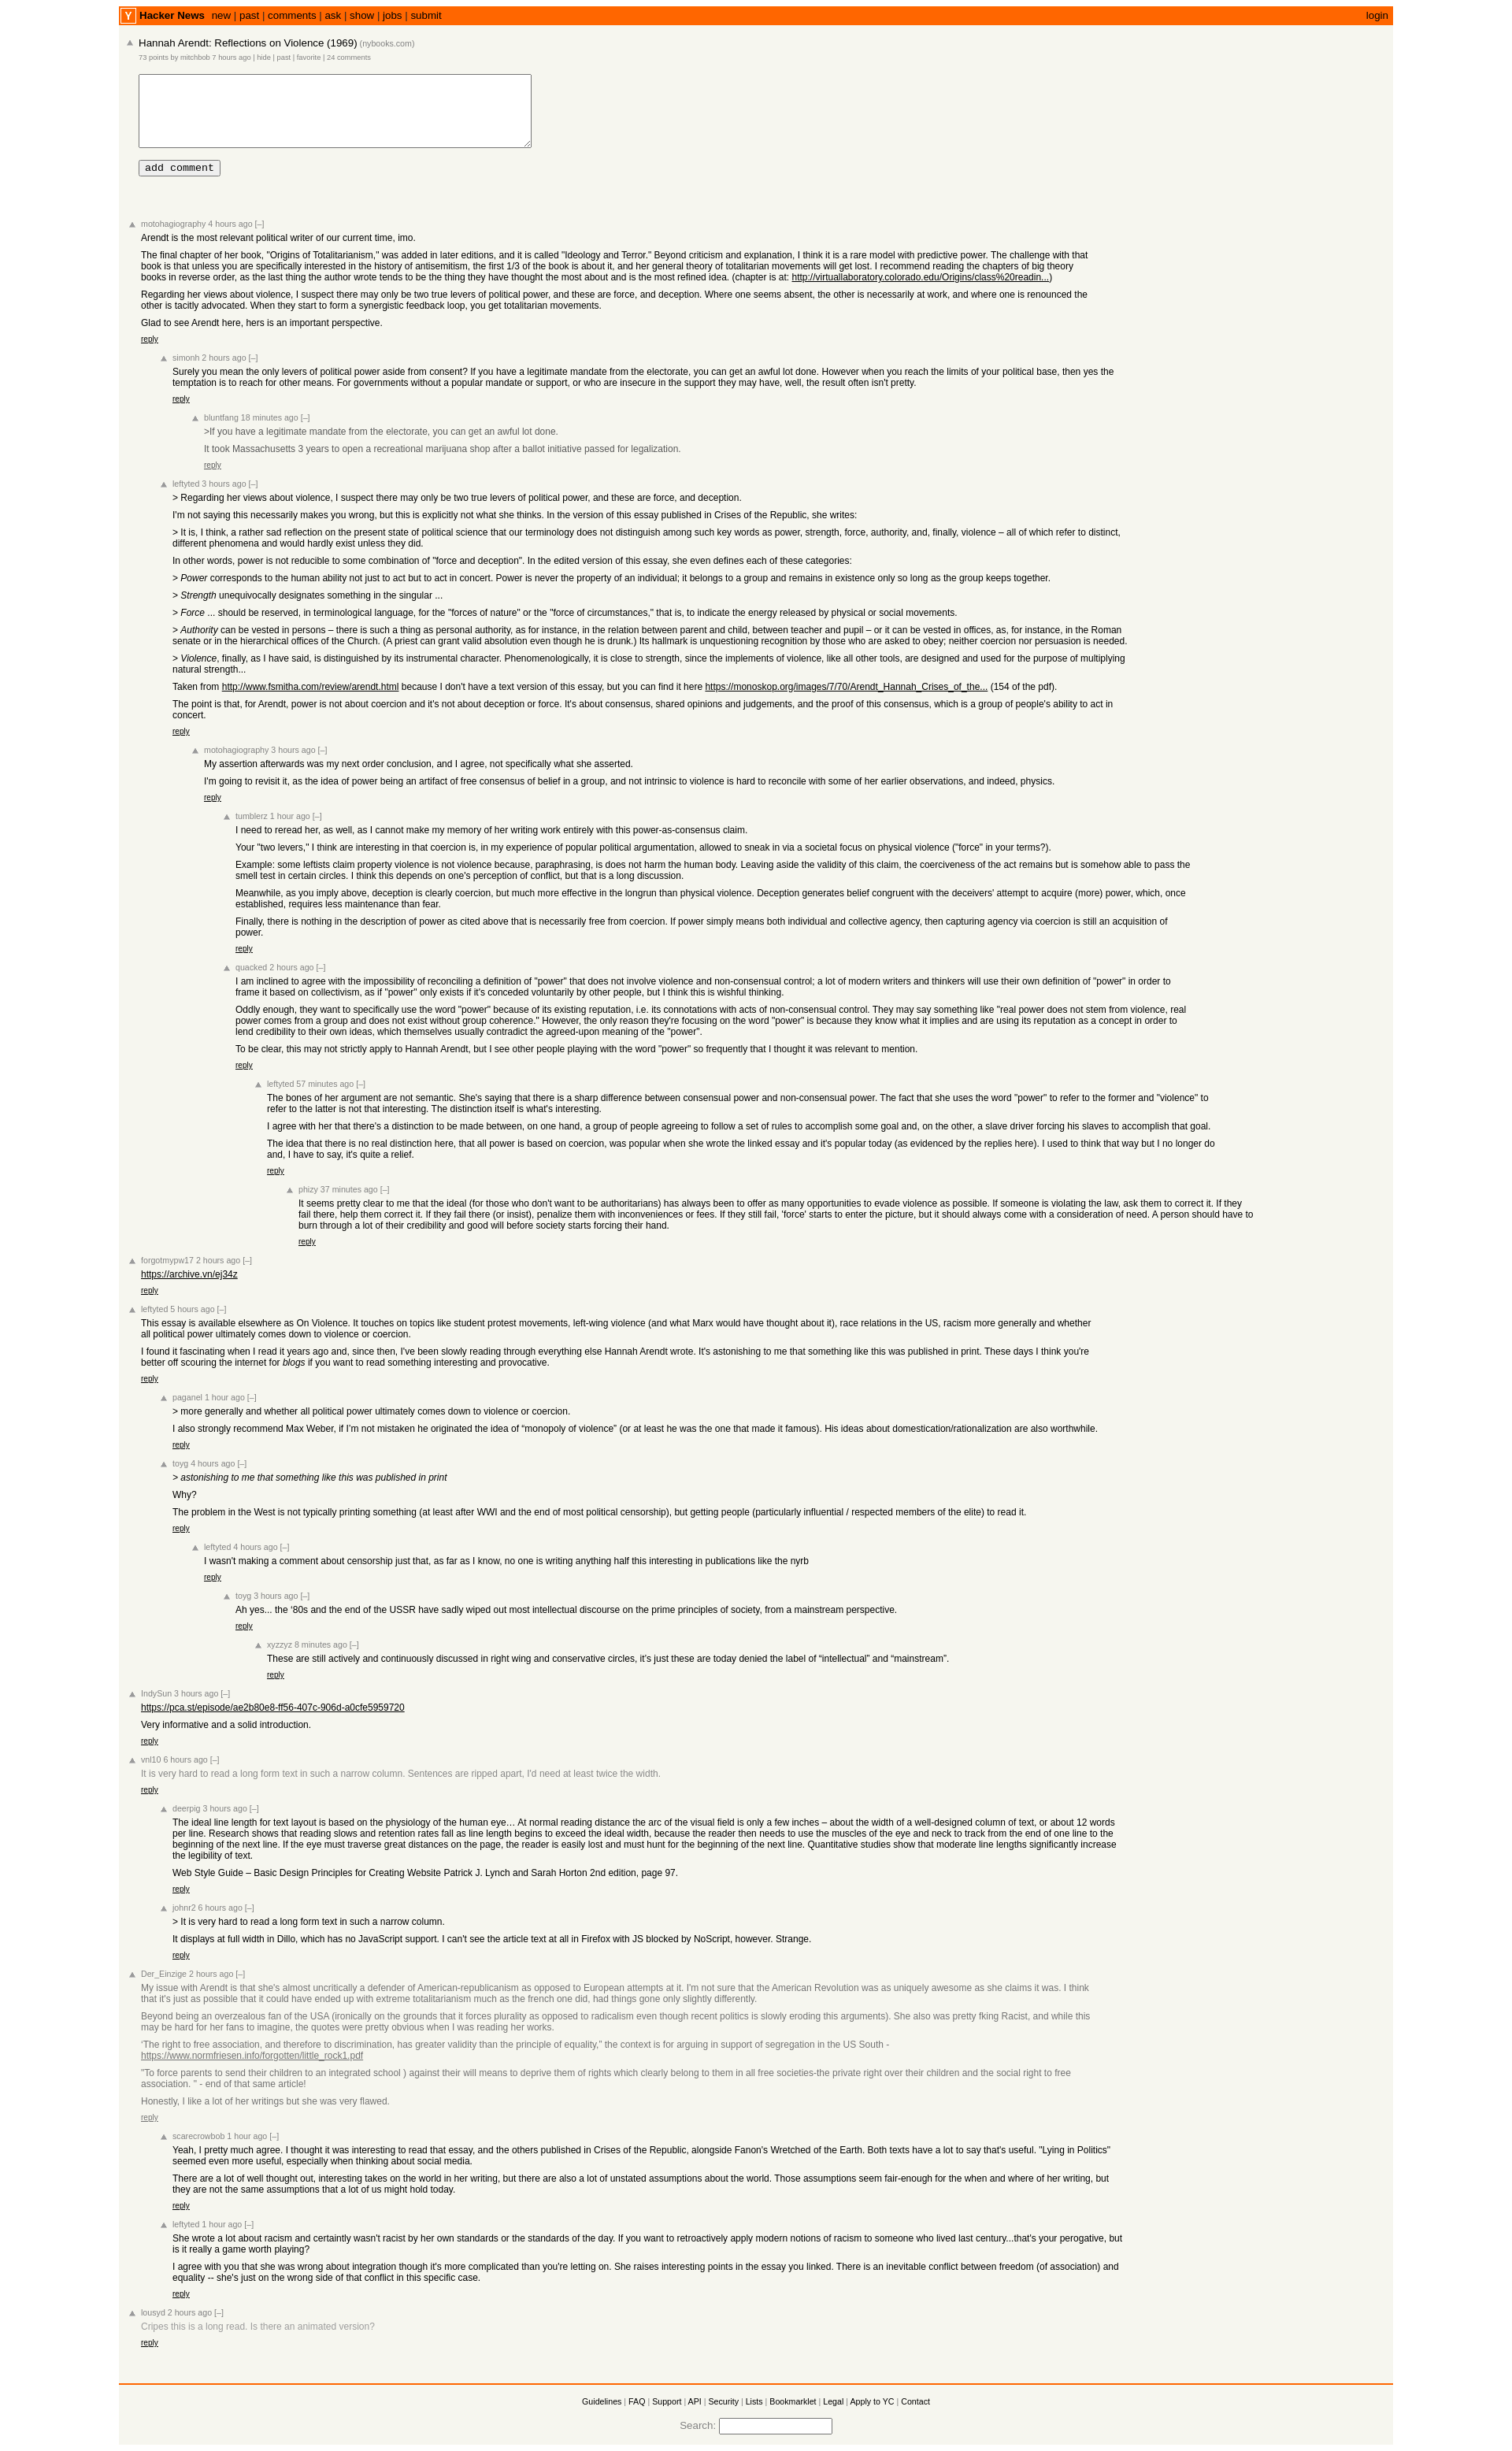 Y Hacker News new | past | comments | ask | show | jobs | submit login
Hannah Arendt: Reflections on Violence (1969) (nybooks.com)
73 points by mitchbob 7 hours ago | hide | past | favorite | 24 comments
add comment
motohagiography 4 hours ago [–]
Arendt is the most relevant political writer of our current time, imo.
The final chapter of her book, "Origins of Totalitarianism," was added in later editions, and it is called "Ideology and Terror." Beyond criticism and explanation, I think it is a rare model with predictive power. The challenge with that
book is that unless you are specifically interested in the history of antisemitism, the first 1/3 of the book is about it, and her general theory of totalitarian movements will get lost. I recommend reading the chapters of big theory
books in reverse order, as the last thing the author wrote tends to be the thing they have thought the most about and is the most refined idea. (chapter is at: http://virtuallaboratory.colorado.edu/Origins/class%20readin...)
Regarding her views about violence, I suspect there may only be two true levels of political power, and these are force, and deception. Where one seems absent, the other is necessarily at work, and where one is renounced the
other is tacitly advocated. When they start to form a synergistic feedback loop, you get totalitarian movements.
Glad to see Arendt here, hers is an important perspective.
reply
simonh 2 hours ago [–]
Surely you mean the only levers of political power aside from consent? If you have a legitimate mandate from the electorate, you can get an awful lot done. However when you reach the limits of your political base, then yes the
temptation is to reach for other means. For governments without a popular mandate or support, or who are insecure in the support they may have, well, the result often isn't pretty.
reply
bluntfang 18 minutes ago [–]
>If you have a legitimate mandate from the electorate, you can get an awful lot done.
It took Massachusetts 3 years to open a recreational marijuana shop after a ballot initiative passed for legalization.
reply
leftyted 3 hours ago [–]
> Regarding her views about violence, I suspect there may only be two true levers of political power, and these are force, and deception.
I'm not saying this necessarily makes you wrong, but this is explicitly not what she thinks. In the version of this essay published in Crises of the Republic, she writes:
> It is, I think, a rather sad reflection on the present state of political science that our terminology does not distinguish among such key words as power, strength, force, authority, and, finally, violence – all of which refer to distinct,
different phenomena and would hardly exist unless they did.
In other words, power is not reducible to some combination of "force and deception". In the edited version of this essay, she even defines each of these categories:
> Power corresponds to the human ability not just to act but to act in concert. Power is never the property of an individual; it belongs to a group and remains in existence only so long as the group keeps together.
> Strength unequivocally designates something in the singular ...
> Force ... should be reserved, in terminological language, for the "forces of nature" or the "force of circumstances," that is, to indicate the energy released by physical or social movements.
> Authority can be vested in persons – there is such a thing as personal authority, as for instance, in the relation between parent and child, between teacher and pupil – or it can be vested in offices, as, for instance, in the Roman
senate or in the hierarchical offices of the Church. (A priest can grant valid absolution even though he is drunk.) Its hallmark is unquestioning recognition by those who are asked to obey; neither coercion nor persuasion is needed.
> Violence, finally, as I have said, is distinguished by its instrumental character. Phenomenologically, it is close to strength, since the implements of violence, like all other tools, are designed and used for the purpose of multiplying
natural strength...
Taken from http://www.fsmitha.com/review/arendt.html because I don't have a text version of this essay, but you can find it here https://monoskop.org/images/7/70/Arendt_Hannah_Crises_of_the... (154 of the pdf).
The point is that, for Arendt, power is not about coercion and it's not about deception or force. It's about consensus, shared opinions and judgements, and the proof of this consensus, which is a group of people's ability to act in
concert.
reply
motohagiography 3 hours ago [–]
My assertion afterwards was my next order conclusion, and I agree, not specifically what she asserted.
I'm going to revisit it, as the idea of power being an artifact of free consensus of belief in a group, and not intrinsic to violence is hard to reconcile with some of her earlier observations, and indeed, physics.
reply
tumblerz 1 hour ago [–]
I need to reread her, as well, as I cannot make my memory of her writing work entirely with this power-as-consensus claim.
Your "two levers," I think are interesting in that coercion is, in my experience of popular political argumentation, allowed to sneak in via a societal focus on physical violence ("force" in your terms?).
Example: some leftists claim property violence is not violence because, paraphrasing, is does not harm the human body. Leaving aside the validity of this claim, the coerciveness of the act remains but is somehow able to pass the
smell test in certain circles. I think this depends on one's perception of conflict, but that is a long discussion.
Meanwhile, as you imply above, deception is clearly coercion, but much more effective in the longrun than physical violence. Deception generates belief congruent with the deceivers' attempt to acquire (more) power, which, once
established, requires less maintenance than fear.
Finally, there is nothing in the description of power as cited above that is necessarily free from coercion. If power simply means both individual and collective agency, then capturing agency via coercion is still an acquisition of
power.
reply
quacked 2 hours ago [–]
I am inclined to agree with the impossibility of reconciling a definition of "power" that does not involve violence and non-consensual control; a lot of modern writers and thinkers will use their own definition of "power" in order to
frame it based on collectivism, as if "power" only exists if it's conceded voluntarily by other people, but I think this is wishful thinking.
Oddly enough, they want to specifically use the word "power" because of its existing reputation, i.e. its connotations with acts of non-consensual control. They may say something like "real power does not stem from violence, real
power comes from a group and does not exist without group coherence." However, the only reason they're focusing on the word "power" is because they know what it implies and are using its reputation as a concept in order to
lend credibility to their own ideas, which themselves usually contradict the agreed-upon meaning of the "power".
To be clear, this may not strictly apply to Hannah Arendt, but I see other people playing with the word "power" so frequently that I thought it was relevant to mention.
reply
leftyted 57 minutes ago [–]
The bones of her argument are not semantic. She's saying that there is a sharp difference between consensual power and non-consensual power. The fact that she uses the word "power" to refer to the former and "violence" to
refer to the latter is not that interesting. The distinction itself is what's interesting.
I agree with her that there's a distinction to be made between, on one hand, a group of people agreeing to follow a set of rules to accomplish some goal and, on the other, a slave driver forcing his slaves to accomplish that goal.
The idea that there is no real distinction here, that all power is based on coercion, was popular when she wrote the linked essay and it's popular today (as evidenced by the replies here). I used to think that way but I no longer do
and, I have to say, it's quite a relief.
reply
phizy 37 minutes ago [–]
It seems pretty clear to me that the ideal (for those who don't want to be authoritarians) has always been to offer as many opportunities to evade violence as possible. If someone is violating the law, ask them to correct it. If they
fail there, help them correct it. If they fail there (or insist), penalize them with inconveniences or fees. If they still fail, 'force' starts to enter the picture, but it should always come with a consideration of need. A person should have to
burn through a lot of their credibility and good will before society starts forcing their hand.
reply
forgotmypw17 2 hours ago [–]
https://archive.vn/ej34z
reply
leftyted 5 hours ago [–]
This essay is available elsewhere as On Violence. It touches on topics like student protest movements, left-wing violence (and what Marx would have thought about it), race relations in the US, racism more generally and whether
all political power ultimately comes down to violence or coercion.
I found it fascinating when I read it years ago and, since then, I've been slowly reading through everything else Hannah Arendt wrote. It's astonishing to me that something like this was published in print. These days I think you're
better off scouring the internet for blogs if you want to read something interesting and provocative.
reply
paganel 1 hour ago [–]
> more generally and whether all political power ultimately comes down to violence or coercion.
I also strongly recommend Max Weber, if I’m not mistaken he originated the idea of “monopoly of violence” (or at least he was the one that made it famous). His ideas about domestication/rationalization are also worthwhile.
reply
toyg 4 hours ago [–]
> astonishing to me that something like this was published in print
Why?
The problem in the West is not typically printing something (at least after WWI and the end of most political censorship), but getting people (particularly influential / respected members of the elite) to read it.
reply
leftyted 4 hours ago [–]
I wasn't making a comment about censorship just that, as far as I know, no one is writing anything half this interesting in publications like the nyrb
reply
toyg 3 hours ago [–]
Ah yes... the ‘80s and the end of the USSR have sadly wiped out most intellectual discourse on the prime principles of society, from a mainstream perspective.
reply
xyzzyz 8 minutes ago [–]
These are still actively and continuously discussed in right wing and conservative circles, it’s just these are today denied the label of “intellectual” and “mainstream”.
reply
IndySun 3 hours ago [–]
https://pca.st/episode/ae2b80e8-ff56-407c-906d-a0cfe5959720
Very informative and a solid introduction.
reply
vnl10 6 hours ago [–]
It is very hard to read a long form text in such a narrow column. Sentences are ripped apart, I'd need at least twice the width.
reply
deerpig 3 hours ago [–]
The ideal line length for text layout is based on the physiology of the human eye… At normal reading distance the arc of the visual field is only a few inches – about the width of a well-designed column of text, or about 12 words
per line. Research shows that reading slows and retention rates fall as line length begins to exceed the ideal width, because the reader then needs to use the muscles of the eye and neck to track from the end of one line to the
beginning of the next line. If the eye must traverse great distances on the page, the reader is easily lost and must hunt for the beginning of the next line. Quantitative studies show that moderate line lengths significantly increase
the legibility of text.
Web Style Guide – Basic Design Principles for Creating Website Patrick J. Lynch and Sarah Horton 2nd edition, page 97.
reply
johnr2 6 hours ago [–]
> It is very hard to read a long form text in such a narrow column.
It displays at full width in Dillo, which has no JavaScript support. I can't see the article text at all in Firefox with JS blocked by NoScript, however. Strange.
reply
Der_Einzige 2 hours ago [–]
My issue with Arendt is that she's almost uncritically a defender of American-republicanism as opposed to European attempts at it. I'm not sure that the American Revolution was as uniquely awesome as she claims it was. I think
that it's just as possible that it could have ended up with extreme totalitarianism much as the french one did, had things gone only slightly differently.
Beyond being an overzealous fan of the USA (ironically on the grounds that it forces plurality as opposed to radicalism even though recent politics is slowly eroding this arguments). She also was pretty fking Racist, and while this
may be hard for her fans to imagine, the quotes were pretty obvious when I was reading her works.
‘The right to free association, and therefore to discrimination, has greater validity than the principle of equality,” the context is for arguing in support of segregation in the US South -
https://www.normfriesen.info/forgotten/little_rock1.pdf
"To force parents to send their children to an integrated school ) against their will means to deprive them of rights which clearly belong to them in all free societies-the private right over their children and the social right to free
association. " - end of that same article!
Honestly, I like a lot of her writings but she was very flawed.
reply
scarecrowbob 1 hour ago [–]
Yeah, I pretty much agree. I thought it was interesting to read that essay, and the others published in Crises of the Republic, alongside Fanon's Wretched of the Earth. Both texts have a lot to say that's useful. "Lying in Politics"
seemed even more useful, especially when thinking about social media.
There are a lot of well thought out, interesting takes on the world in her writing, but there are also a lot of unstated assumptions about the world. Those assumptions seem fair-enough for the when and where of her writing, but
they are not the same assumptions that a lot of us might hold today.
reply
leftyted 1 hour ago [–]
She wrote a lot about racism and certaintly wasn't racist by her own standards or the standards of the day. If you want to retroactively apply modern notions of racism to someone who lived last century...that's your perogative, but
is it really a game worth playing?
I agree with you that she was wrong about integration though it's more complicated than you're letting on. She raises interesting points in the essay you linked. There is an inevitable conflict between freedom (of association) and
equality -- she's just on the wrong side of that conflict in this specific case.
reply
lousyd 2 hours ago [–]
Cripes this is a long read. Is there an animated version?
reply
Guidelines | FAQ | Support | API | Security | Lists | Bookmarklet | Legal | Apply to YC | Contact
Search: